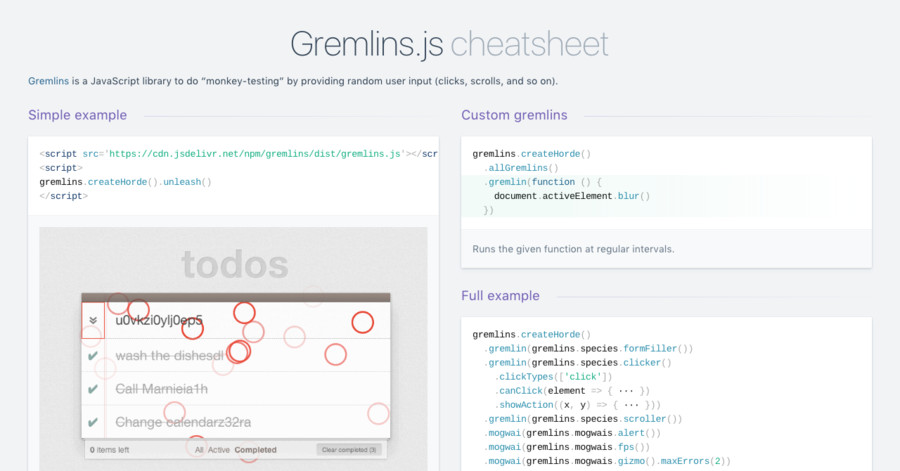 Gremlins.js cheatsheet
Gremlins is a JavaScript library to do “monkey-testing” by providing random user input (clicks, scrolls, and so on).
Simple example
<script src='https://cdn.jsdelivr.net/npm/gremlins/dist/gremlins.js'></scr
<script>
gremlins.createHorde().unleash()
</script>
todos
u0vkzi0ylj0ep5
wash the dishesdl
Call Marnieia1h
Change calendarz32ra
0 items left
All Active Completed
Clear completed (3)
Custom gremlins
gremlins.createHorde()
.allGremlins()
.gremlin(function () {
document.activeElement.blur()
})
Runs the given function at regular intervals.
Full example
gremlins.createHorde()
.gremlin(gremlins.species.formFiller())
.gremlin(gremlins.species.clicker()
.clickTypes(['click'])
.canClick(element => { ··· })
.showAction((x, y) => { ··· }))
.gremlin(gremlins.species.scroller())
.mogwai(gremlins.mogwais.alert())
.mogwai(gremlins.mogwais.fps())
.mogwai(gremlins.mogwais.gizmo().maxErrors(2))